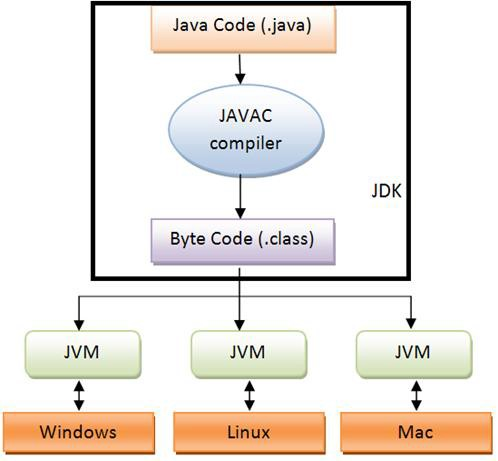 Java Code (.java)
JAVAC
compiler
JDK
Byte Code (.class)
JVM
JVM
JVM
Windows
Linux
Mac